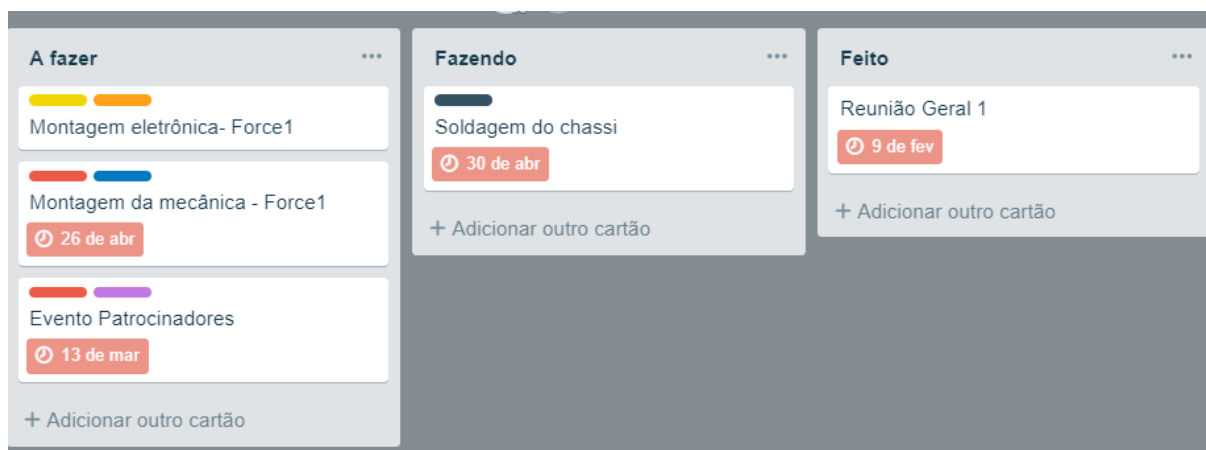 A fazer
Montagem eletrônica- Force1
Montagem da mecânica - Force1
26 de abr
Evento Patrocinadores
13 de mar
+ Adicionar outro cartão
Fazendo
Soldagem do chassi
30 de abr
+ Adicionar outro cartão
Feito
Reunião Geral 1
9 de fev
+ Adicionar outro cartão